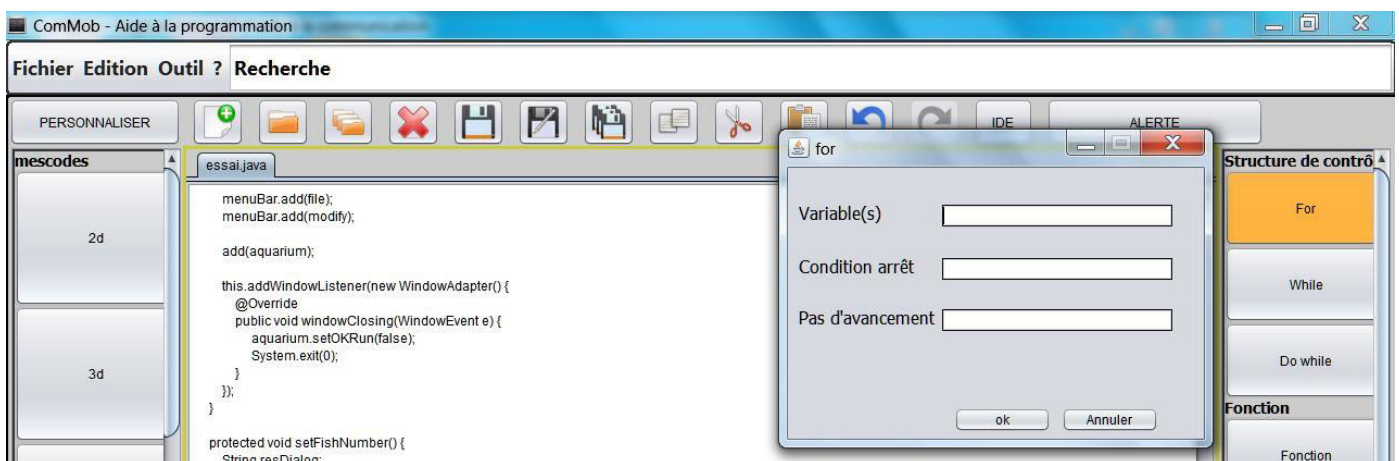 ComMob - Aide à la programmation
Fichier Edition Outil ? Recherche
PERSONNALISER
IDE
ALERTE
mescodes
2d
3d
essai.java
menuBar.add(file);
menuBar.add(modify);
add(aquarium);
this.addWindowListener(new WindowAdapter() {
@Override
public void windowClosing(WindowEvent e) {
aquarium.setOKRun(false);
System.exit(0);
}
});
}
protected void setFishNumber() {
String resDialog;
for
Variable(s)
Condition arrêt
Pas d'avancement
ok Annuler
Structure de contrô
For
While
Do while
Fonction
Fonction